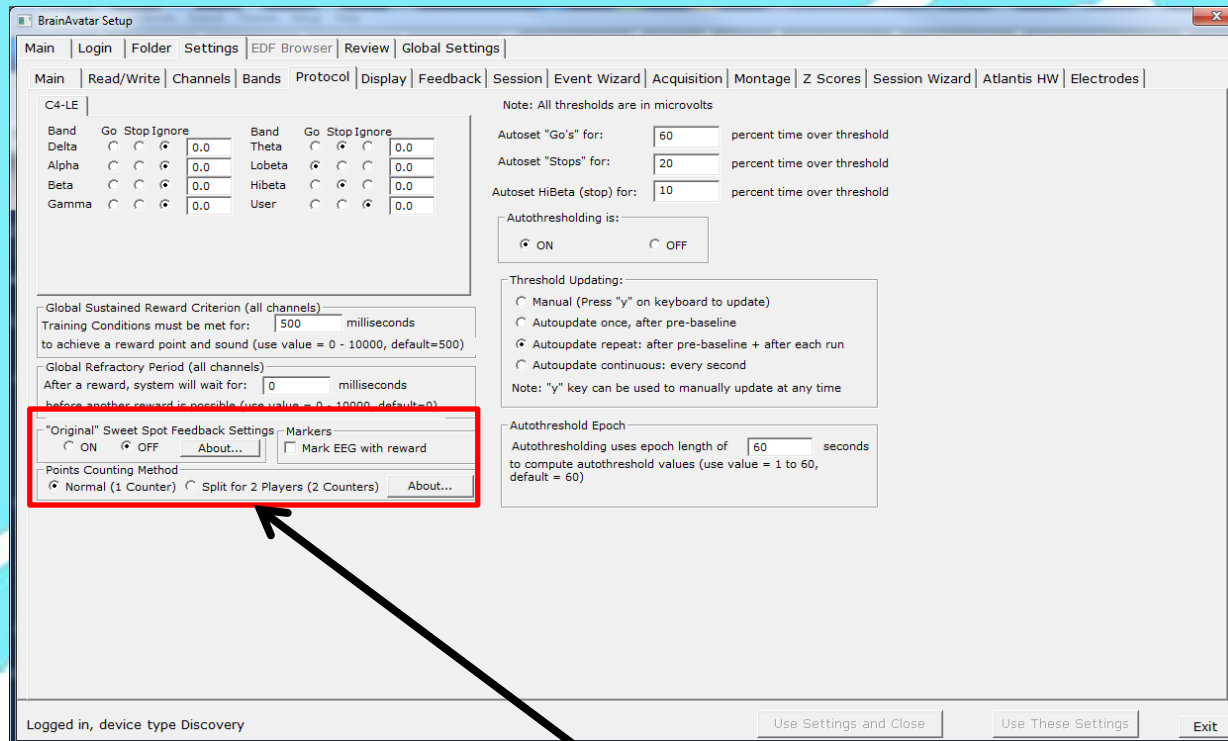 BrainAvatar Setup
Main Login Folder Settings EDF Browser Review Global Settings
Main Read/Write Channels Bands Protocol Display Feedback Session Event Wizard Acquisition Montage Z Scores Session Wizard Atlantis HW Electrodes
C4-LE
Band Go Stop Ignore Band Go Stop Ignore
Delta 0.0 Theta 0.0
Alpha 0.0 Lobeta 0.0
Beta 0.0 Hibeta 0.0
Gamma 0.0 User 0.0
Global Sustained Reward Criterion (all channels)
Training Conditions must be met for: 500 milliseconds
to achieve a reward point and sound (use value = 0 - 10000, default=500)
Global Refractory Period (all channels)
After a reward, system will wait for: 0 milliseconds
before another reward is possible (use value = 0 - 10000, default=0)
"Original" Sweet Spot Feedback Settings Markers
ON OFF About... Mark EEG with reward
Points Counting Method
Normal (1 Counter) Split for 2 Players (2 Counters) About...
Note: All thresholds are in microvolts
Autoset "Go's" for: 60 percent time over threshold
Autoset "Stops" for: 20 percent time over threshold
Autoset HiBeta (stop) for: 10 percent time over threshold
Autothresholding is:
ON OFF
Threshold Updating:
Manual (Press "y" on keyboard to update)
Autoupdate once, after pre-baseline
Autoupdate repeat: after pre-baseline + after each run
Autoupdate continuous: every second
Note: "y" key can be used to manually update at any time
Autothreshold Epoch
Autothresholding uses epoch length of 60 seconds
to compute autothreshold values (use value = 1 to 60,
default = 60)
Logged in, device type Discovery Use Settings and Close Use These Settings Exit